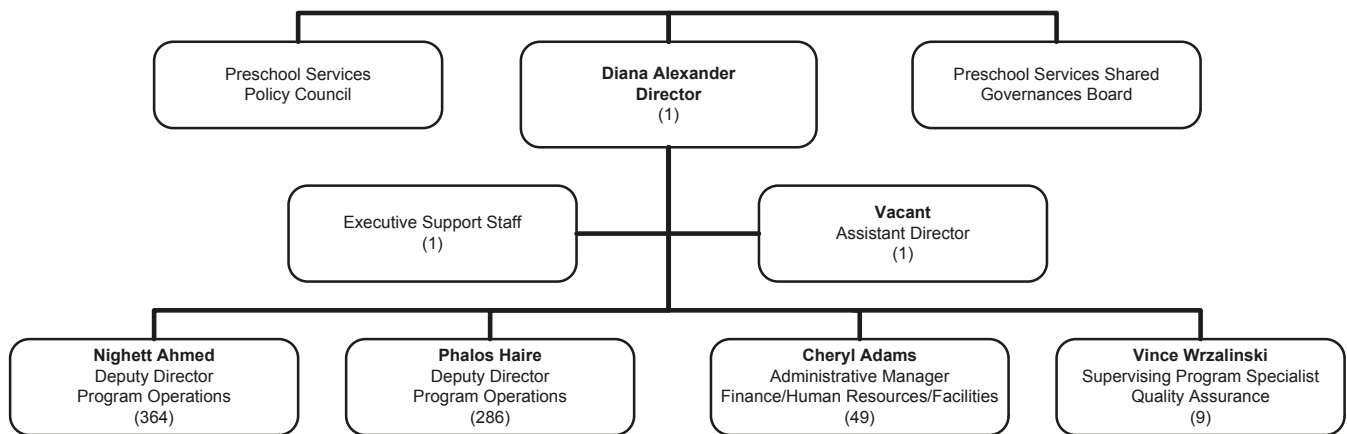 Preschool Services
Policy Council
Diana Alexander
Director
(1)
Preschool Services Shared
Governances Board
Executive Support Staff
(1)
Vacant
Assistant Director
(1)
Nighett Ahmed
Deputy Director
Program Operations
(364)
Phalos Haire
Deputy Director
Program Operations
(286)
Cheryl Adams
Administrative Manager
Finance/Human Resources/Facilities
(49)
Vince Wrzalinski
Supervising Program Specialist
Quality Assurance
(9)